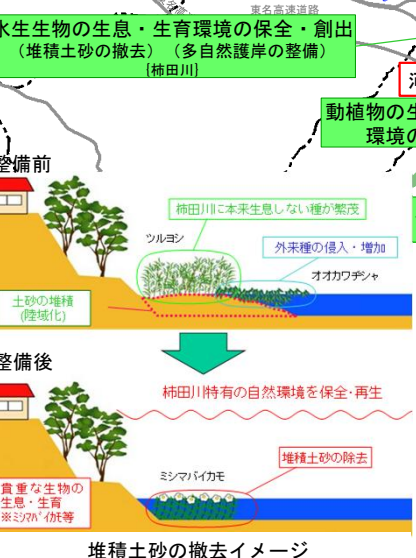 東名高速道路
水生生物の生息・生育環境の保全・創出
（堆積土砂の撤去）（多自然護岸の整備）
{柿田川}
動植物の生
環境の
整備前
柿田川に本来生息しない種が繁茂
ツルヨシ
外来種の侵入・増加
オオカワヂシャ
土砂の堆積
(陸域化)
整備後
柿田川特有の自然環境を保全・再生
堆積土砂の除去
ミシマバイカモ
貴重な生物の
生息・生育
※ミシマバイカモ等
堆積土砂の撤去イメージ